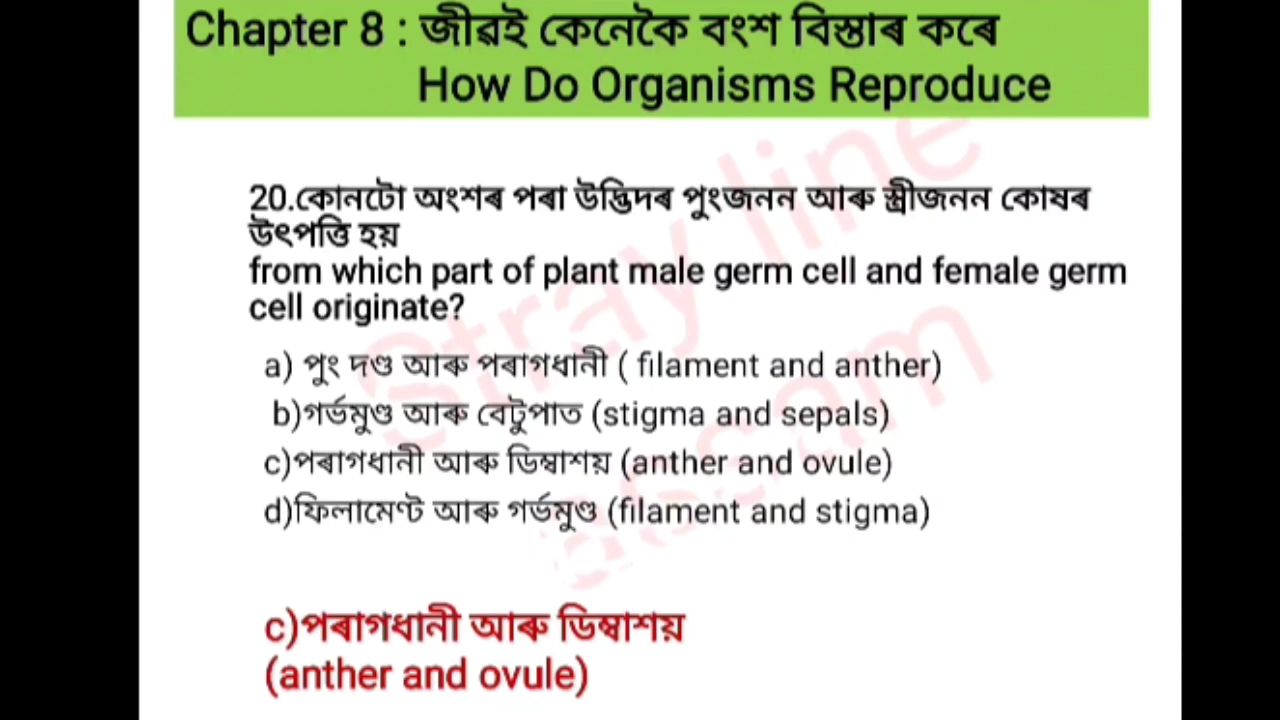 Chapter 8 : জীৱই কেনেকৈ বংশ বিস্তাৰ কৰে
How Do Organisms Reproduce
20.কোনটো অংশৰ পৰা উদ্ভিদৰ পুংজনন আৰু স্ত্ৰীজনন কোষৰ
উৎপত্তি হয়
from which part of plant male germ cell and female germ
cell originate?
a) পুং দণ্ড আৰু পৰাগধানী ( filament and anther)
b)গৰ্ভমুণ্ড আৰু বেটুপাত (stigma and sepals)
c)পৰাগধানী আৰু ডিম্বাশয় (anther and ovule)
d)ফিলামেণ্ট আৰু গৰ্ভমুণ্ড (filament and stigma)
c)পৰাগধানী আৰু ডিম্বাশয়
(anther and ovule)
Stray line
assam